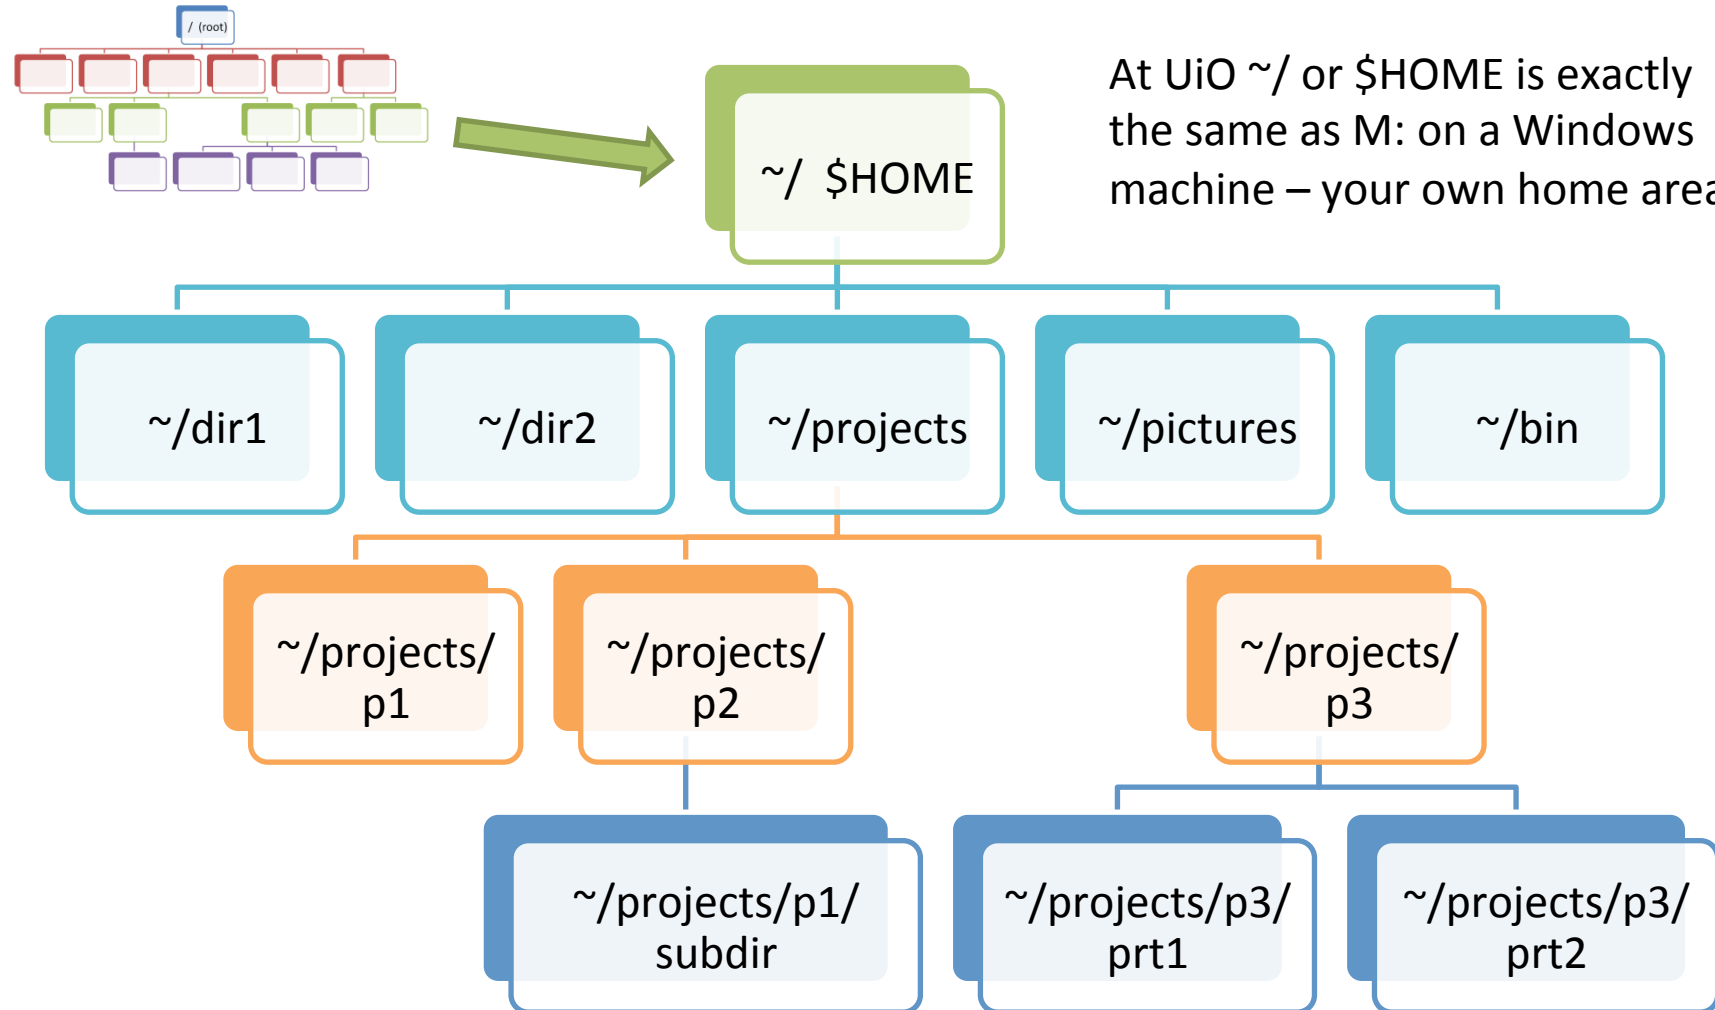 / (root)
At UiO ~/ or $HOME is exactly
the same as M: on a Windows
machine – your own home area
~/ $HOME
~/dir1
~/dir2
~/projects
~/pictures
~/bin
~/projects/
p1
~/projects/
p2
~/projects/
p3
~/projects/p1/
subdir
~/projects/p3/
prt1
~/projects/p3/
prt2